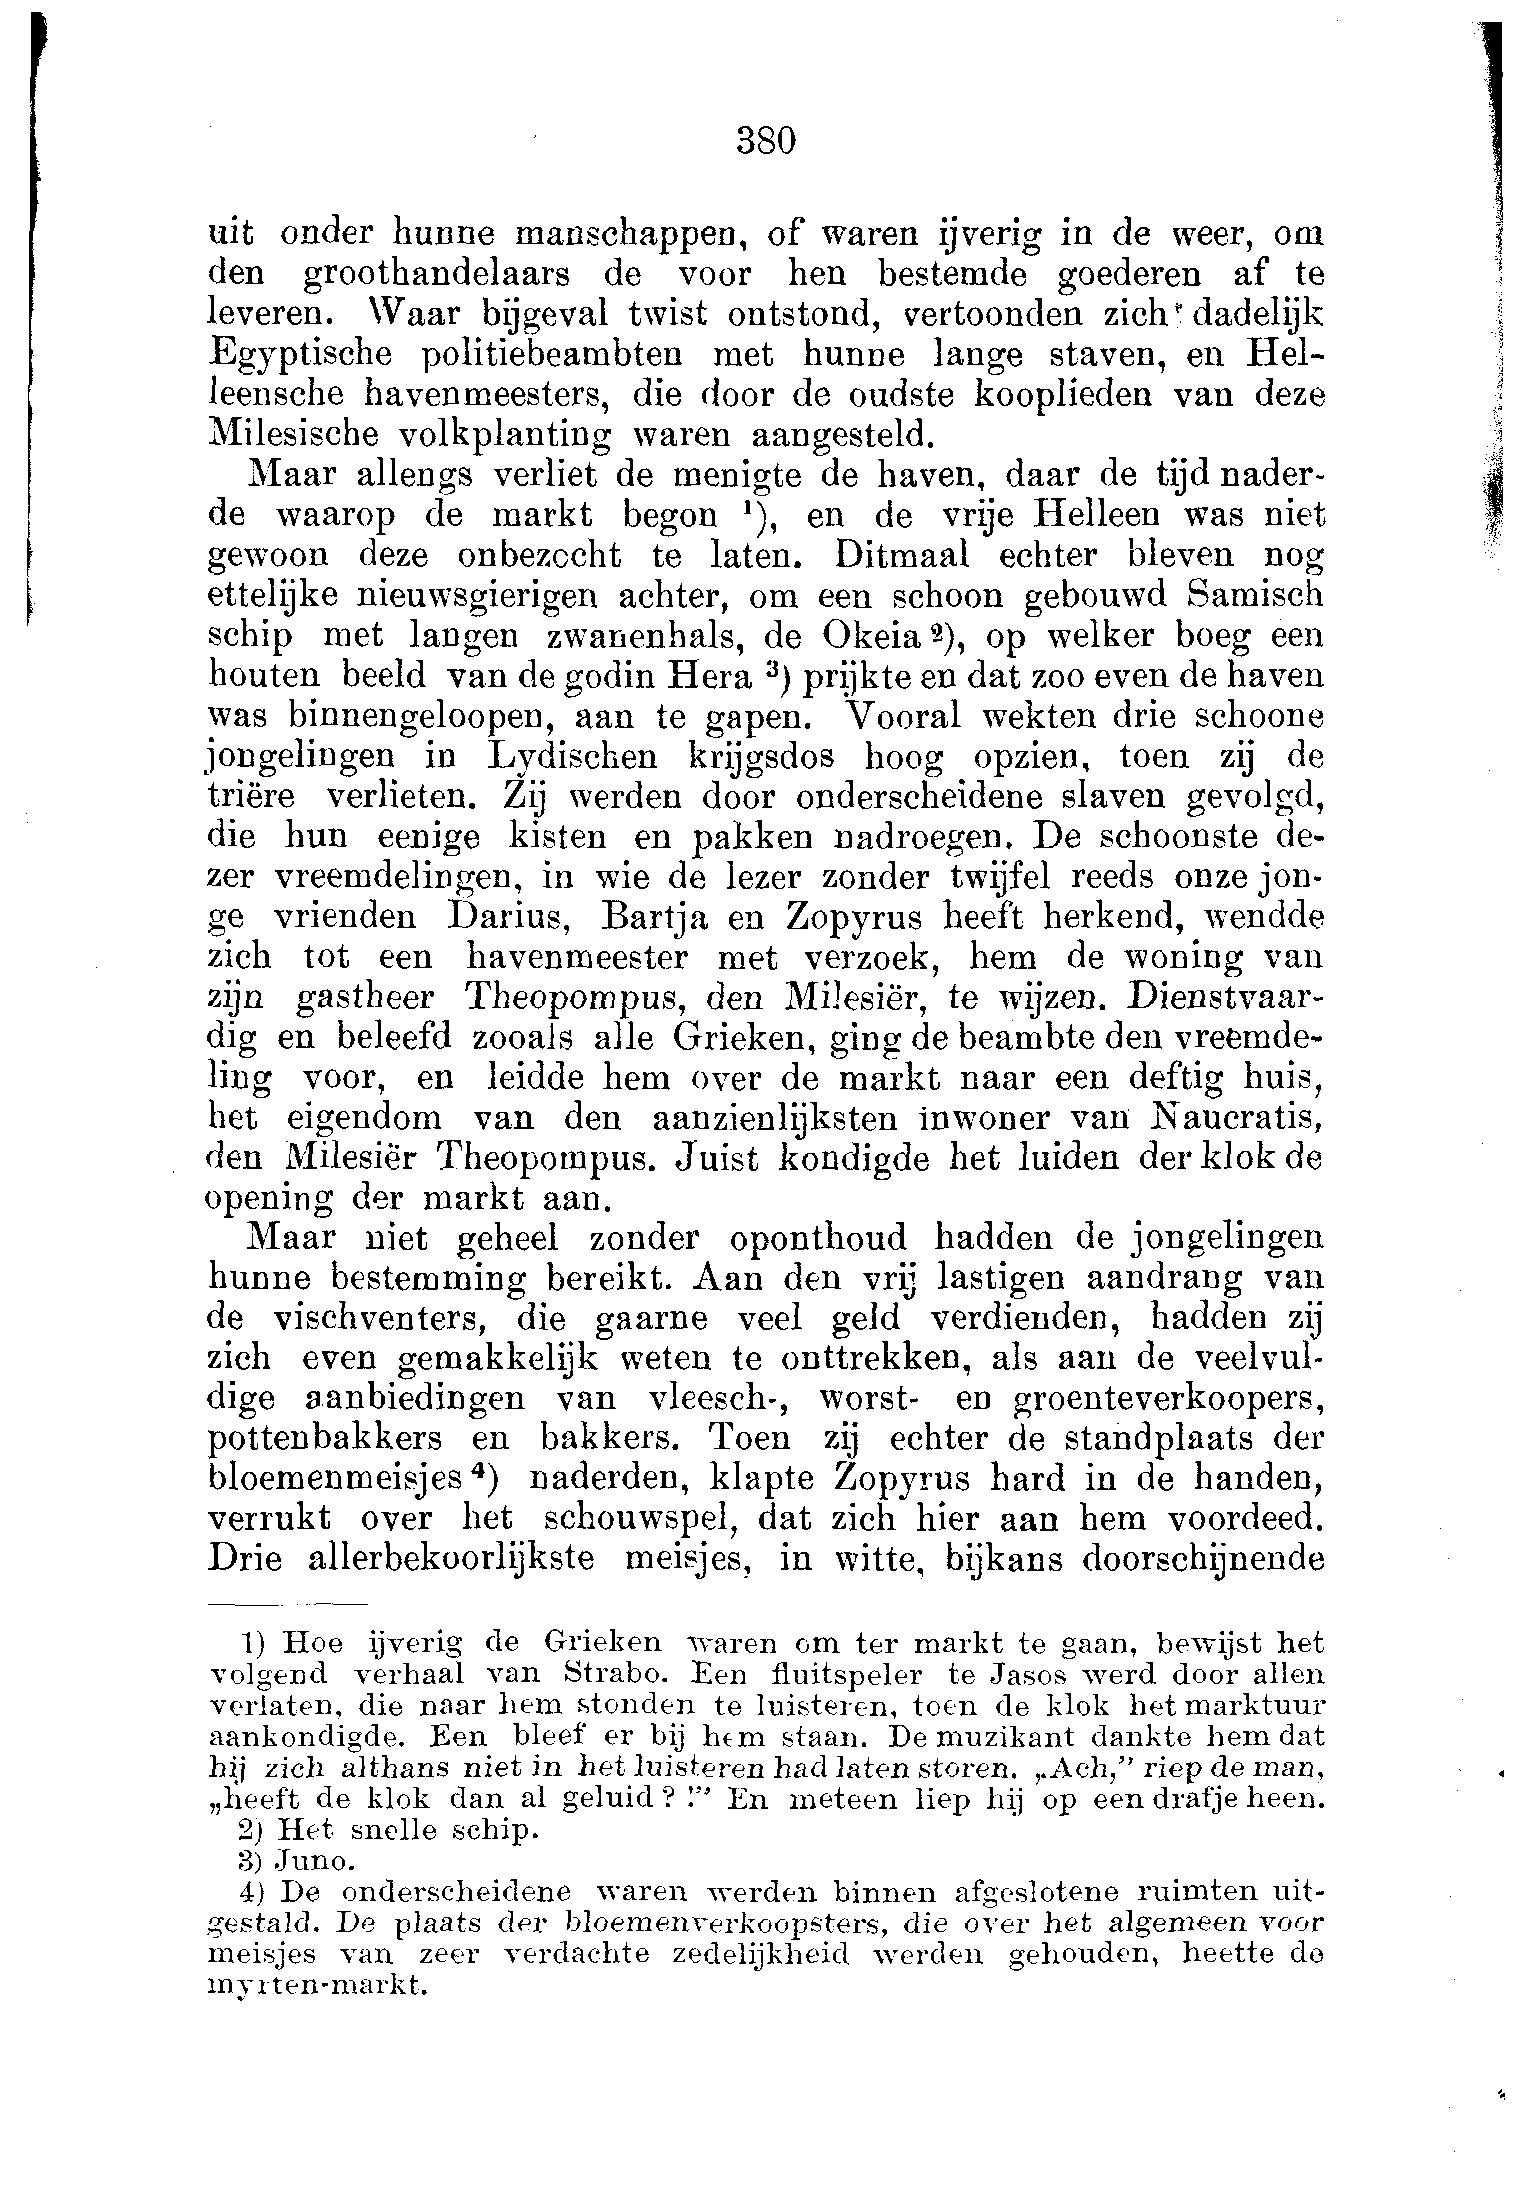 380
uit onder hunne manschappen, of waren ijverig in de weer, om
den groothandelaars de voor hen bestemde goederen af te
leveren. Waar bijgeval twist ontstond, vertoonden zich dadelijk
Egyptische politiebeambten met hunne lange staven, en Hel-
leensche havenmeesters, die door de oudste kooplieden van deze
Milesische volkplanting waren aangesteld.
Maar allengs verliet de menigte de haven, daar de tijd nader-
de waarop de markt begon ¹), en de vrije Helleen was niet
gewoon deze onbezocht te laten. Ditmaal echter bleven nog
ettelijke nieuwsgierigen achter, om een schoon gebouwd Samisch
schip met langen zwanenhals, de Okeia ²), op welker boeg een
houten beeld van de godin Hera ³) prijkte en dat zoo even de haven
was binnengeloopen, aan te gapen. Vooral wekten drie schoone
jongelingen in Lydischen krijgsdos hoog opzien, toen zij de
triëre verlieten. Zij werden door onderscheidene slaven gevolgd,
die hun eenige kisten en pakken nadroegen. De schoonste de-
zer vreemdelingen, in wie de lezer zonder twijfel reeds onze jon-
ge vrienden Darius, Bartja en Zopyrus heeft herkend, wendde
zich tot een havenmeester met verzoek, hem de woning van
zijn gastheer Theopompus, den Milesiër, te wijzen. Dienstvaar-
dig en beleefd zooals alle Grieken, ging de beambte den vreemde-
ling voor, en leidde hem over de markt naar een deftig huis,
het eigendom van den aanzienlijksten inwoner van Naucratis,
den Milesiër Theopompus. Juist kondigde het luiden der klok de
opening der markt aan.
Maar niet geheel zonder oponthoud hadden de jongelingen
hunne bestemming bereikt. Aan den vrij lastigen aandrang van
de vischventers, die gaarne veel geld verdienden, hadden zij
zich even gemakkelijk weten te onttrekken, als aan de veelvul-
dige aanbiedingen van vleesch-, worst- en groenteverkoopers,
pottenbakkers en bakkers. Toen zij echter de standplaats der
bloemenmeisjes ⁴) naderden, klapte Zopyrus hard in de handen,
verrukt over het schouwspel, dat zich hier aan hem voordeed.
Drie allerbekoorlijkste meisjes, in witte, bijkans doorschijnende
1) Hoe ijverig de Grieken waren om ter markt te gaan, bewijst het
volgend verhaal van Strabo. Een fluitspeler te Jasos werd door allen
verlaten, die naar hem stonden te luisteren, toen de klok het marktuur
aankondigde. Een bleef er bij hem staan. De muzikant dankte hem dat
hij zich althans niet in het luisteren had laten storen. „Ach,” riep de man,
„heeft de klok dan al geluid? !” En meteen liep hij op een drafje heen.
2) Het snelle schip.
3) Juno.
4) De onderscheidene waren werden binnen afgeslotene ruimten uit-
gestald. De plaats der bloemenverkoopsters, die over het algemeen voor
meisjes van zeer verdachte zedelijkheid werden gehouden, heette de
myrten-markt.